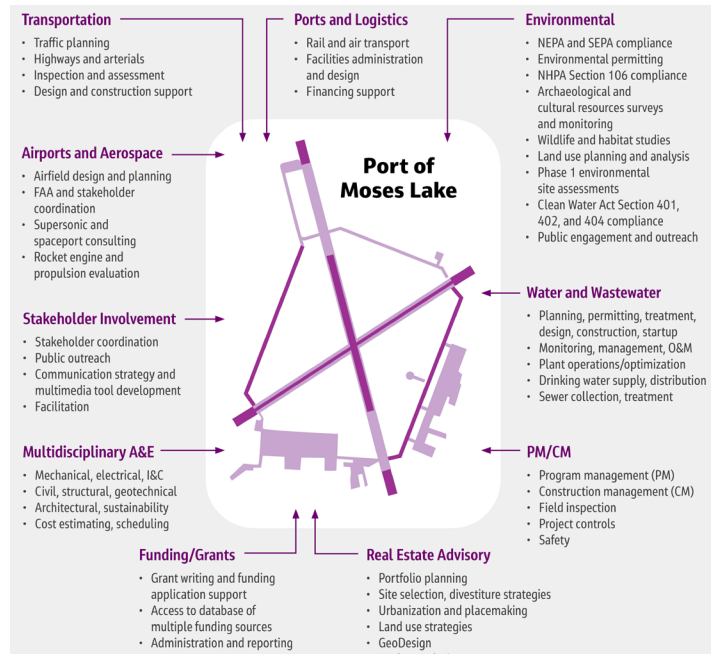 Transportation
• Traffic planning
• Highways and arterials
• Inspection and assessment
• Design and construction support
Ports and Logistics
• Rail and air transport
• Facilities administration
and design
• Financing support
Environmental
• NEPA and SEPA compliance
• Environmental permitting
• NHPA Section 106 compliance
• Archaeological and
cultural resources surveys
and monitoring
• Wildlife and habitat studies
• Land use planning and analysis
• Phase 1 environmental
site assessments
• Clean Water Act Section 401,
402, and 404 compliance
• Public engagement and outreach
Airports and Aerospace
• Airfield design and planning
• FAA and stakeholder
coordination
• Supersonic and
spaceport consulting
• Rocket engine and
propulsion evaluation
Port of
Moses Lake
Stakeholder Involvement
• Stakeholder coordination
• Public outreach
• Communication strategy and
multimedia tool development
• Facilitation
Water and Wastewater
• Planning, permitting, treatment,
design, construction, startup
• Monitoring, management, O&M
• Plant operations/optimization
• Drinking water supply, distribution
• Sewer collection, treatment
Multidisciplinary A&E
• Mechanical, electrical, I&C
• Civil, structural, geotechnical
• Architectural, sustainability
• Cost estimating, scheduling
PM/CM
• Program management (PM)
• Construction management (CM)
• Field inspection
• Project controls
• Safety
Funding/Grants
• Grant writing and funding
application support
• Access to database of
multiple funding sources
• Administration and reporting
Real Estate Advisory
• Portfolio planning
• Site selection, divestiture strategies
• Urbanization and placemaking
• Land use strategies
• GeoDesign